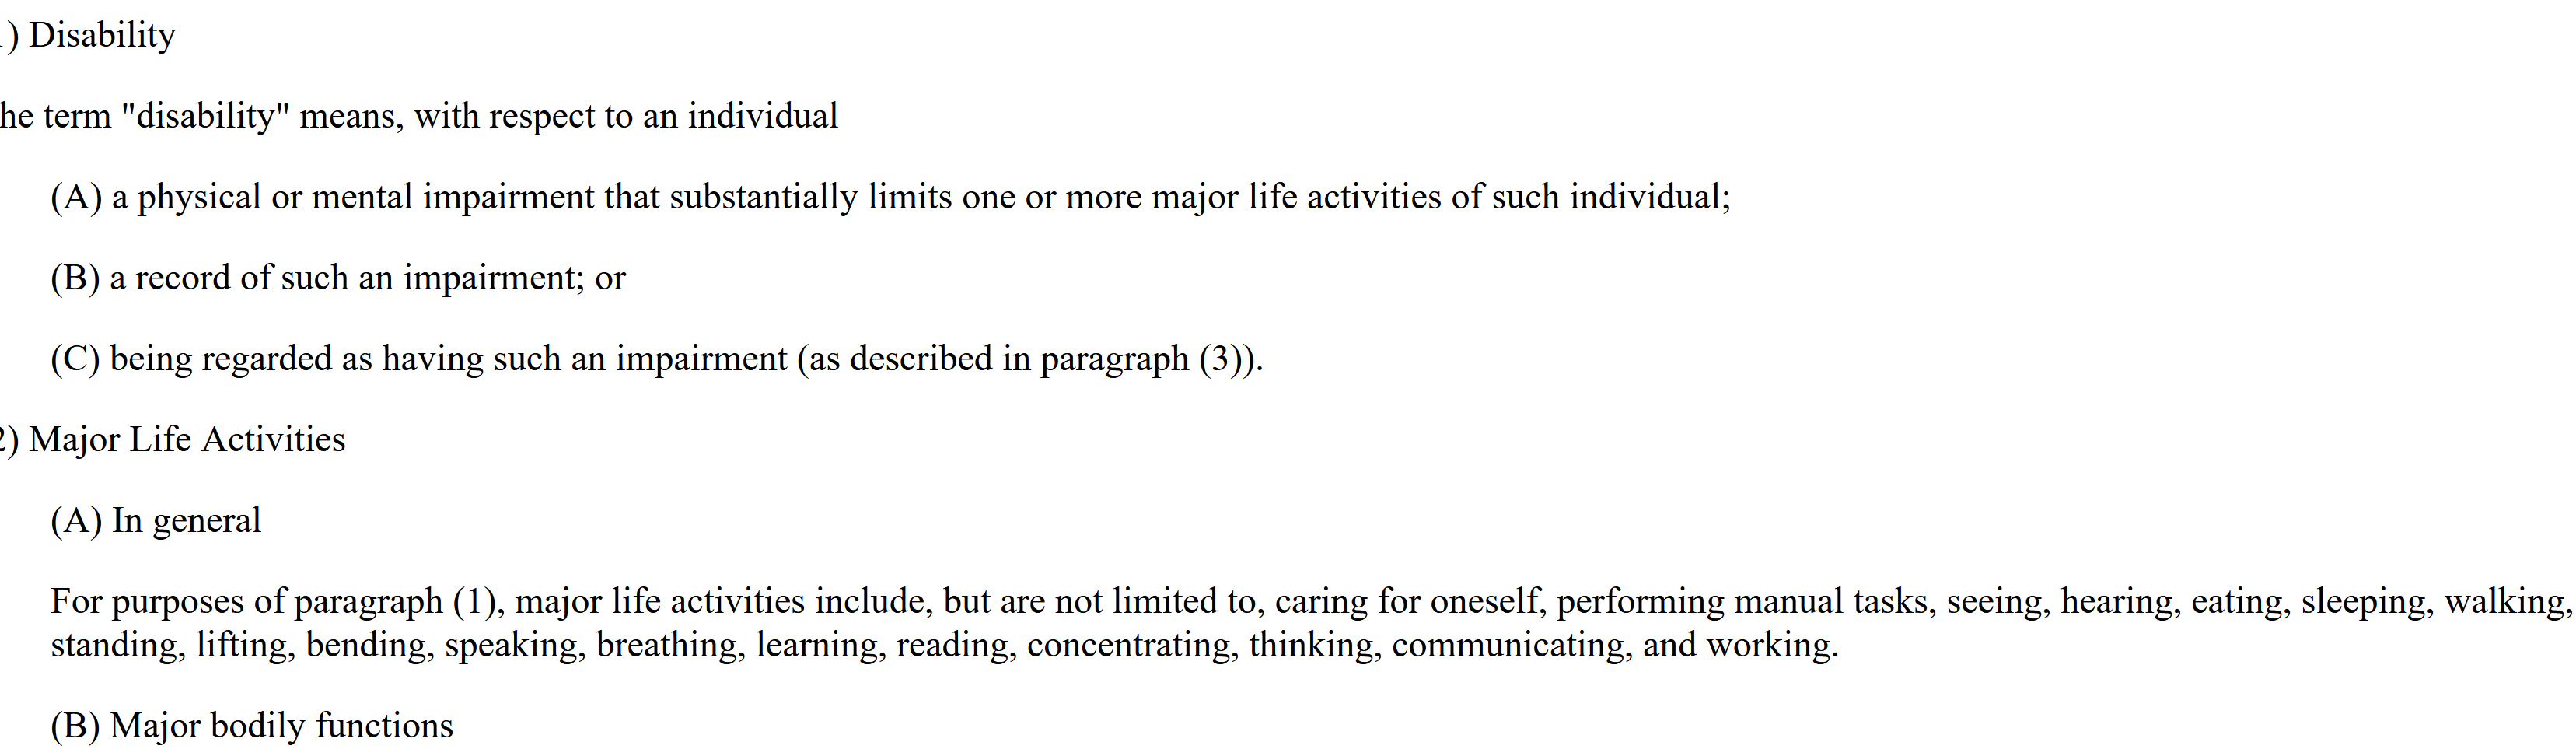 ) Disability
he term "disability" means, with respect to an individual
(A) a physical or mental impairment that substantially limits one or more major life activities of such individual;
(B) a record of such an impairment; or
(C) being regarded as having such an impairment (as described in paragraph (3)).
2) Major Life Activities
(A) In general
For purposes of paragraph (1), major life activities include, but are not limited to, caring for oneself, performing manual tasks, seeing, hearing, eating, sleeping, walking,
standing, lifting, bending, speaking, breathing, learning, reading, concentrating, thinking, communicating, and working.
(B) Major bodily functions